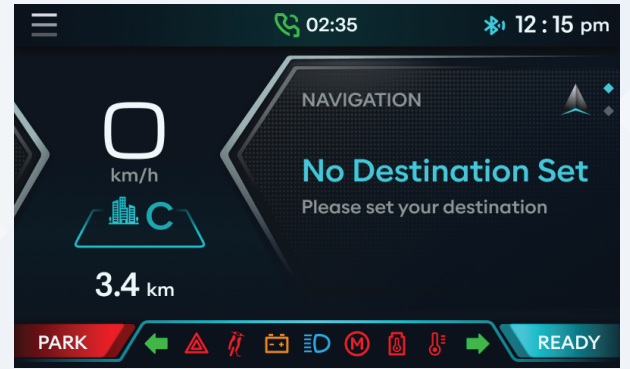 02:35
12:15 pm
NAVIGATION
0
km/h
No Destination Set
Please set your destination
C
3.4 km
PARK
M
READY